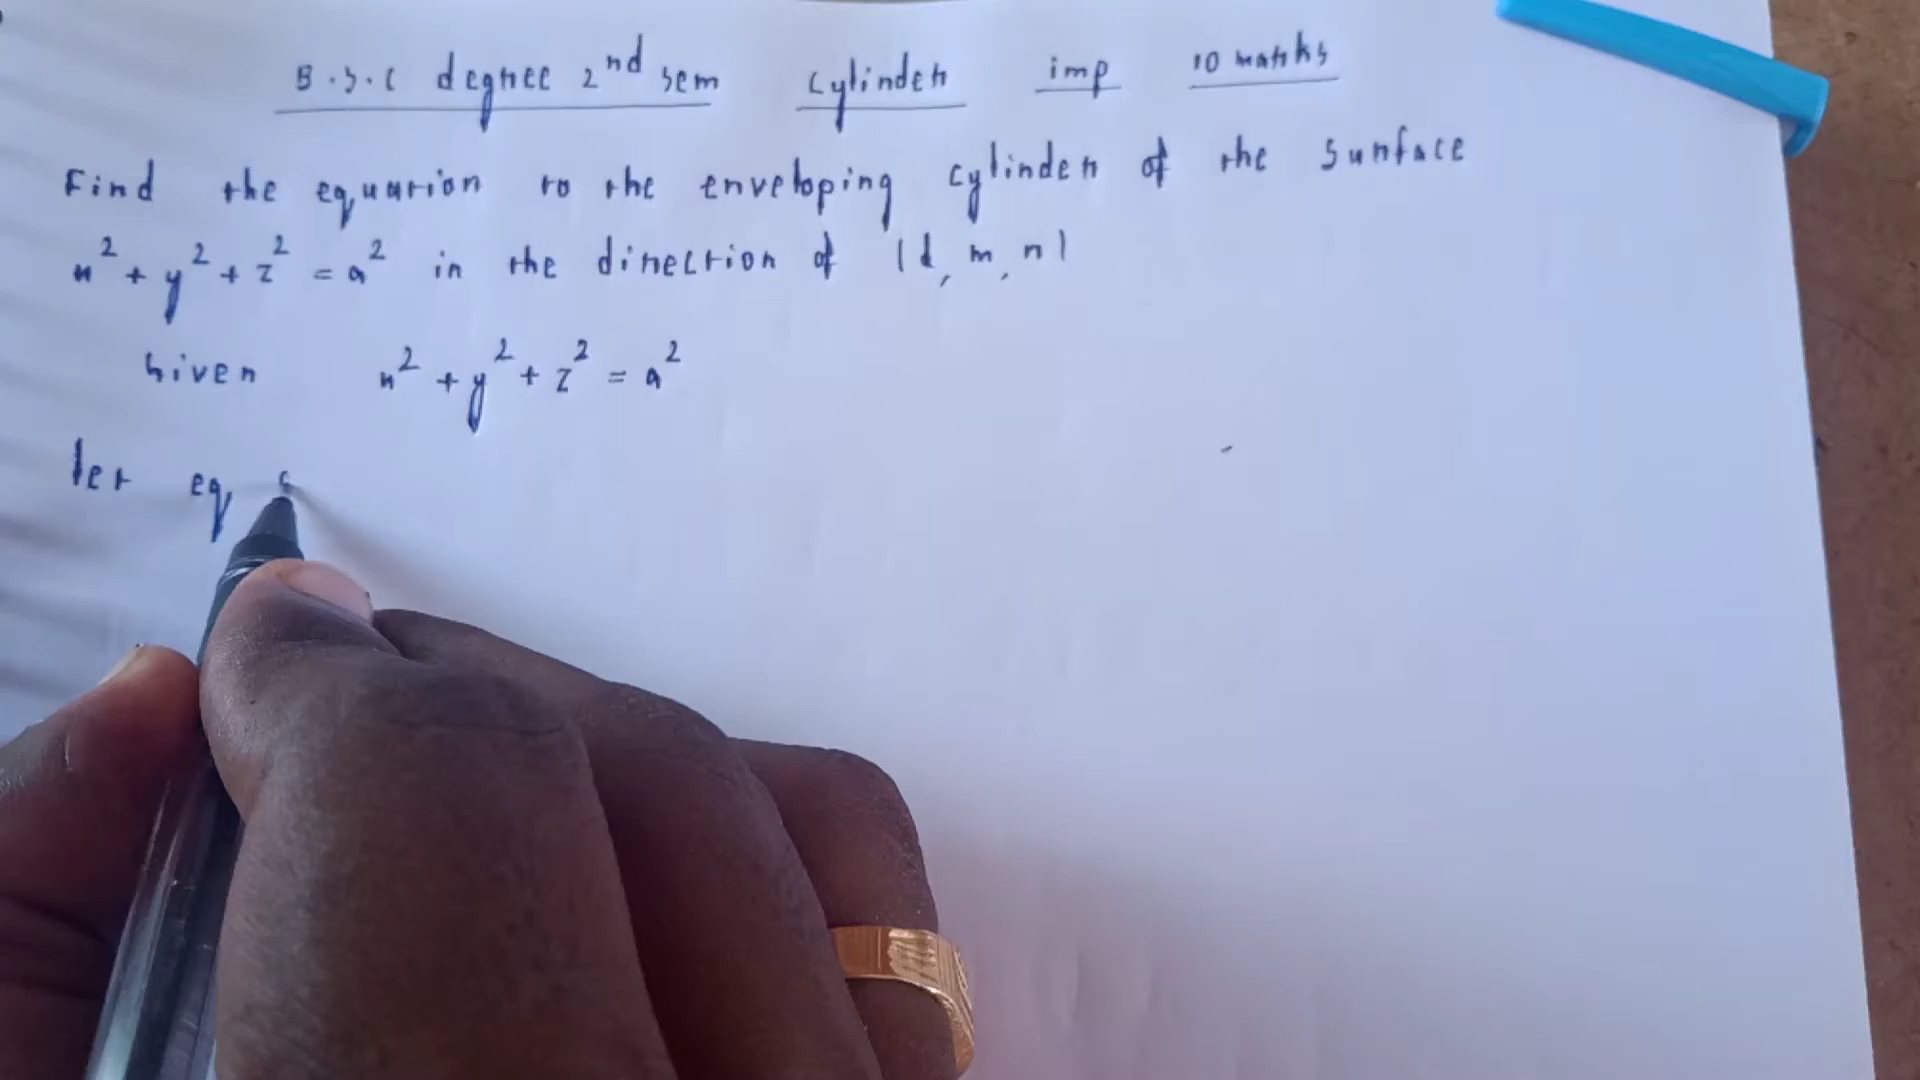 B.S.C degree 2nd sem cylinder imp 10 marks
Find the equation to the enveloping cylinder of the surface
x² + y² + z² = a² in the direction of (l, m, n)
Given x² + y² + z² = a²
let eq